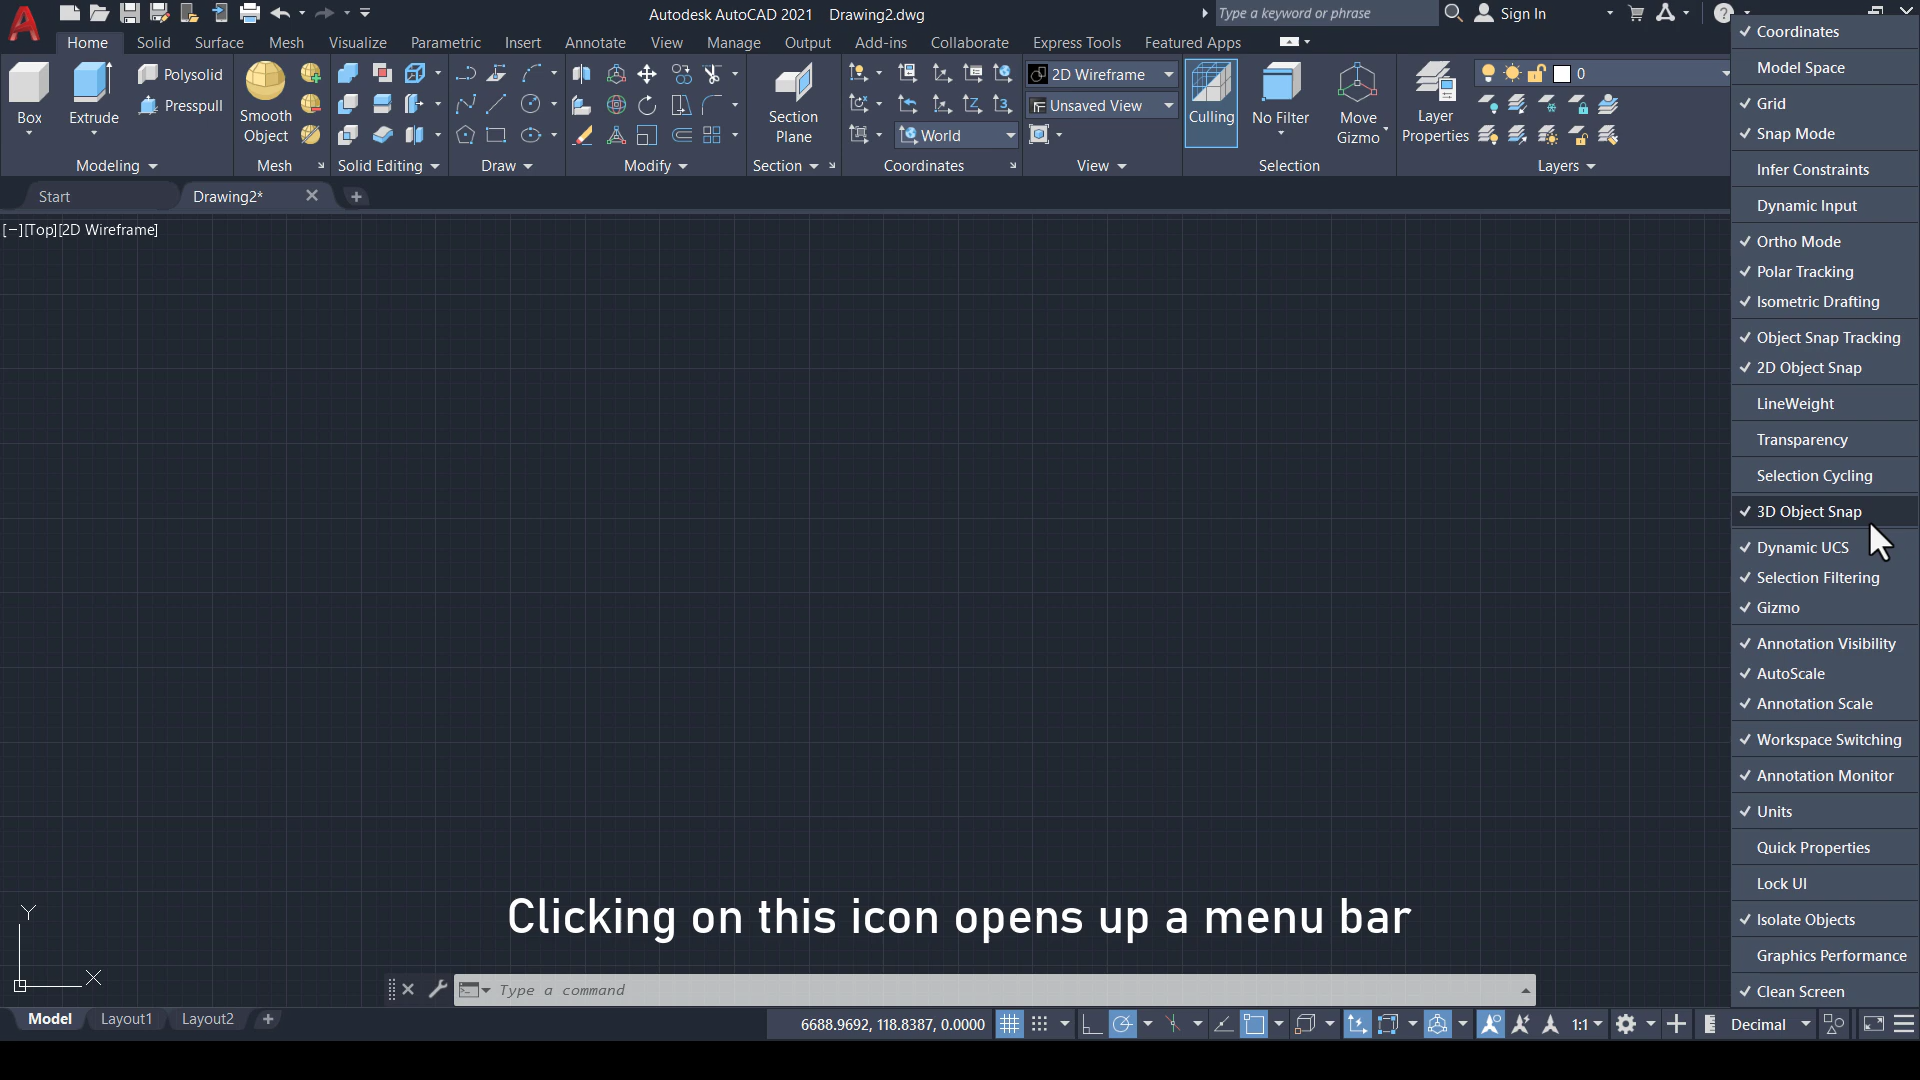 Autodesk AutoCAD 2021 Drawing2.dwg
Type a keyword or phrase
Sign In
Home Solid Surface Mesh Visualize Parametric Insert Annotate View Manage Output Add-ins Collaborate Express Tools Featured Apps
Box
Extrude
Polysolid
Presspull
Modeling
Smooth
Object
Mesh
Solid Editing
Draw
Modify
Section
Plane
Section
World
Coordinates
2D Wireframe
Unsaved View
View
Culling
No Filter
Move
Gizmo
Selection
Layer
Properties
0
Layers
Start
Drawing2*
[−][Top][2D Wireframe]
Coordinates
Model Space
Grid
Snap Mode
Infer Constraints
Dynamic Input
Ortho Mode
Polar Tracking
Isometric Drafting
Object Snap Tracking
2D Object Snap
LineWeight
Transparency
Selection Cycling
3D Object Snap
Dynamic UCS
Selection Filtering
Gizmo
Annotation Visibility
AutoScale
Annotation Scale
Workspace Switching
Annotation Monitor
Units
Quick Properties
Lock UI
Isolate Objects
Graphics Performance
Clean Screen
Clicking on this icon opens up a menu bar
Y
X
Type a command
Model Layout1 Layout2
6688.9692, 118.8387, 0.0000
1:1
Decimal